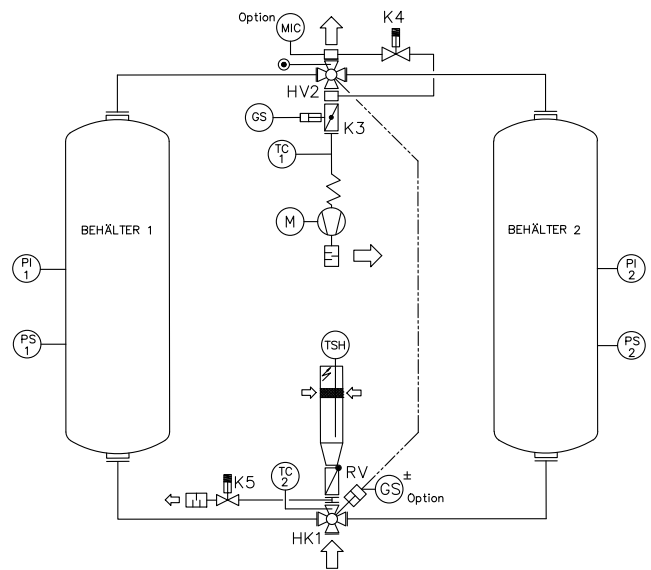 Option
MIC
K4
HV2
GS
K3
TC
1
M
BEHÄLTER 1
BEHÄLTER 2
PI
1
PI
2
PS
1
PS
2
TSH
RV
TC
2
K5
GS
±
Option
HK1